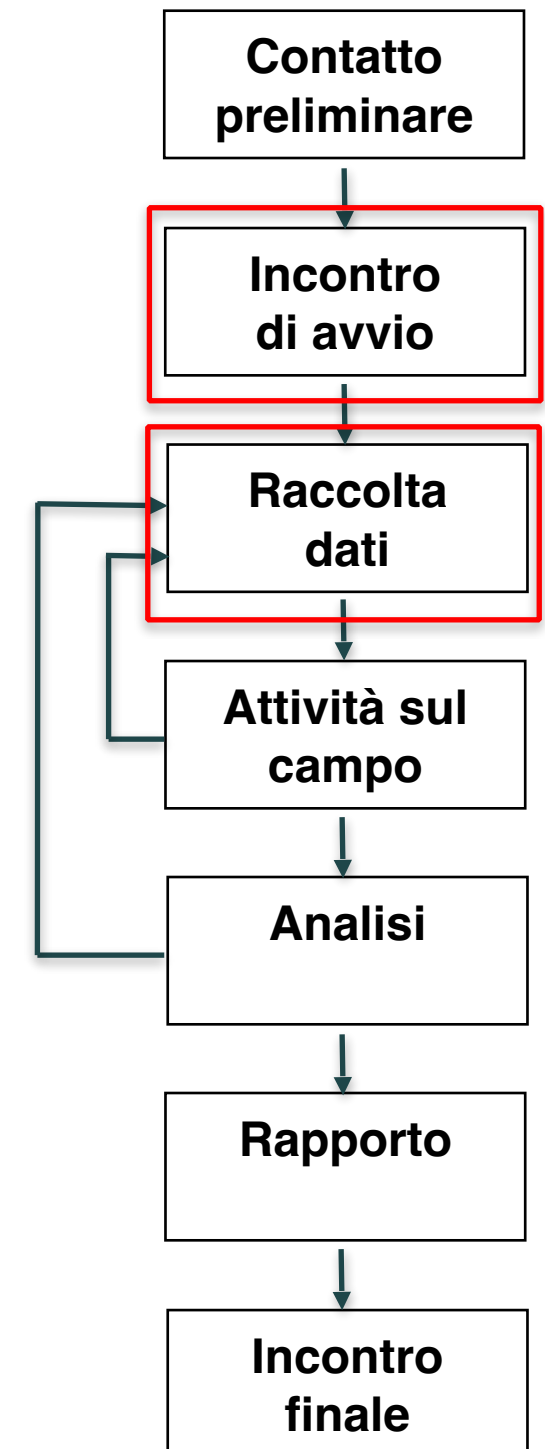 Contatto
preliminare
Incontro
di avvio
Raccolta
dati
Attività sul
campo
Analisi
Rapporto
Incontro
finale